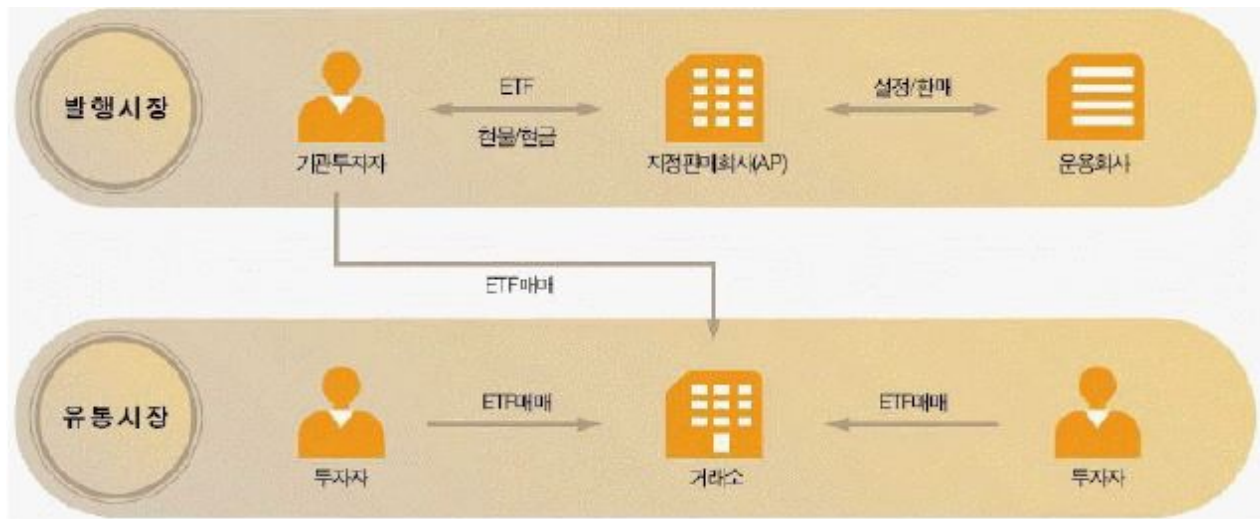 발행시장
ETF
현물/현금
설정/환매
기관투자자
지정판매회사(AP)
운용회사
ETF매매
유통시장
ETF매매
ETF매매
투자자
거래소
투자자